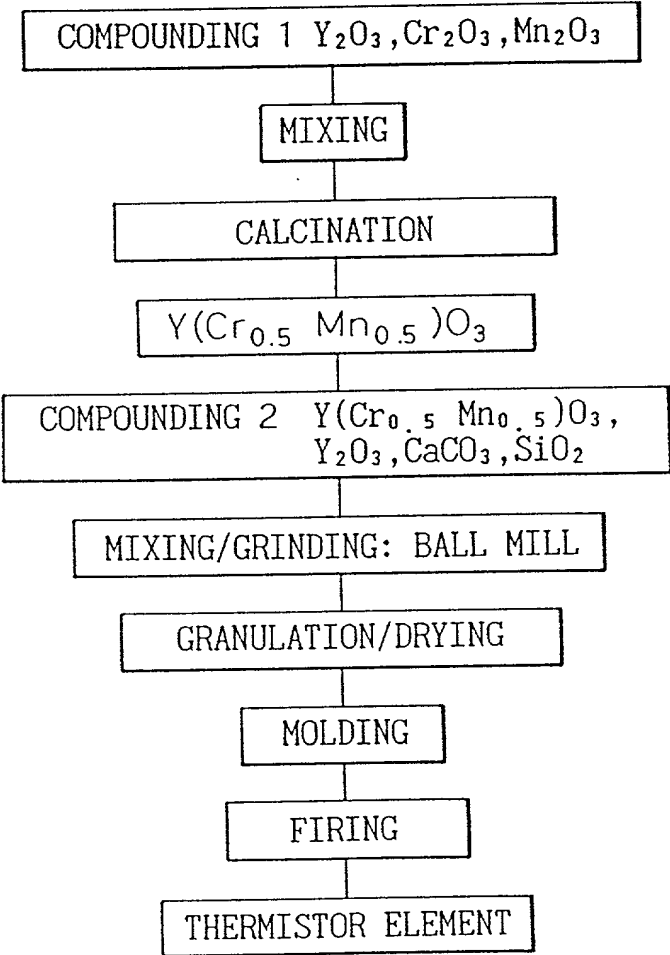 COMPOUNDING 1 Y₂O₃,Cr₂O₃,Mn₂O₃
MIXING
CALCINATION
Y(Cr₀.₅ Mn₀.₅)O₃
COMPOUNDING 2 Y(Cr₀.₅ Mn₀.₅)O₃,
Y₂O₃,CaCO₃,SiO₂
MIXING/GRINDING: BALL MILL
GRANULATION/DRYING
MOLDING
FIRING
THERMISTOR ELEMENT